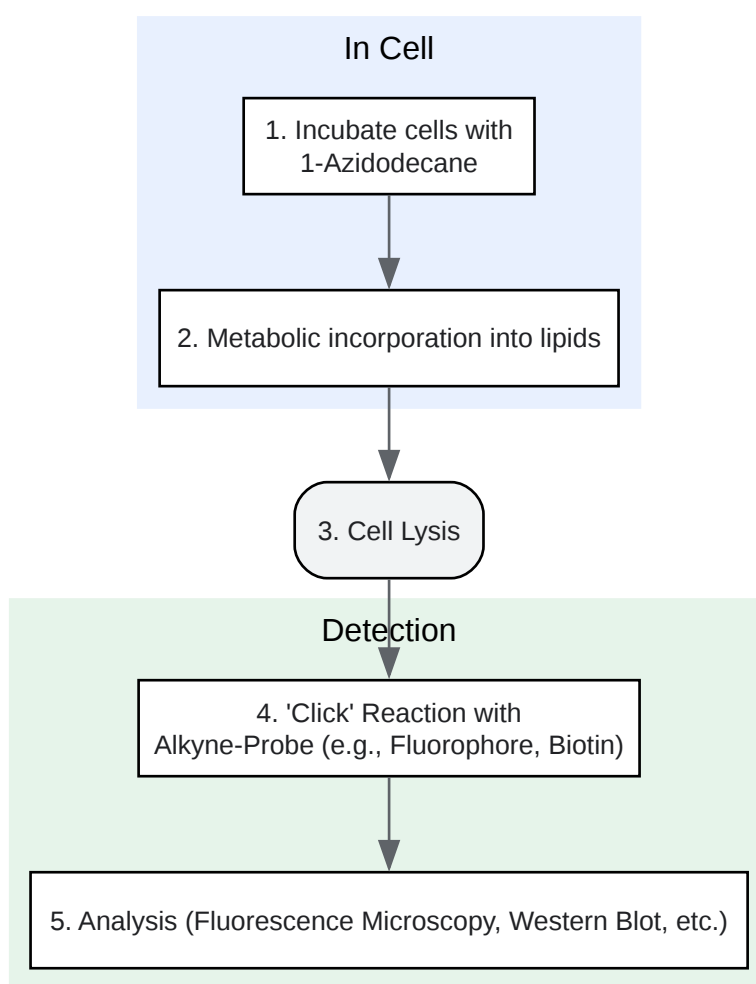 In Cell
1. Incubate cells with
1-Azidodecane
2. Metabolic incorporation into lipids
3. Cell Lysis
Detection
4. 'Click' Reaction with
Alkyne-Probe (e.g., Fluorophore, Biotin)
5. Analysis (Fluorescence Microscopy, Western Blot, etc.)